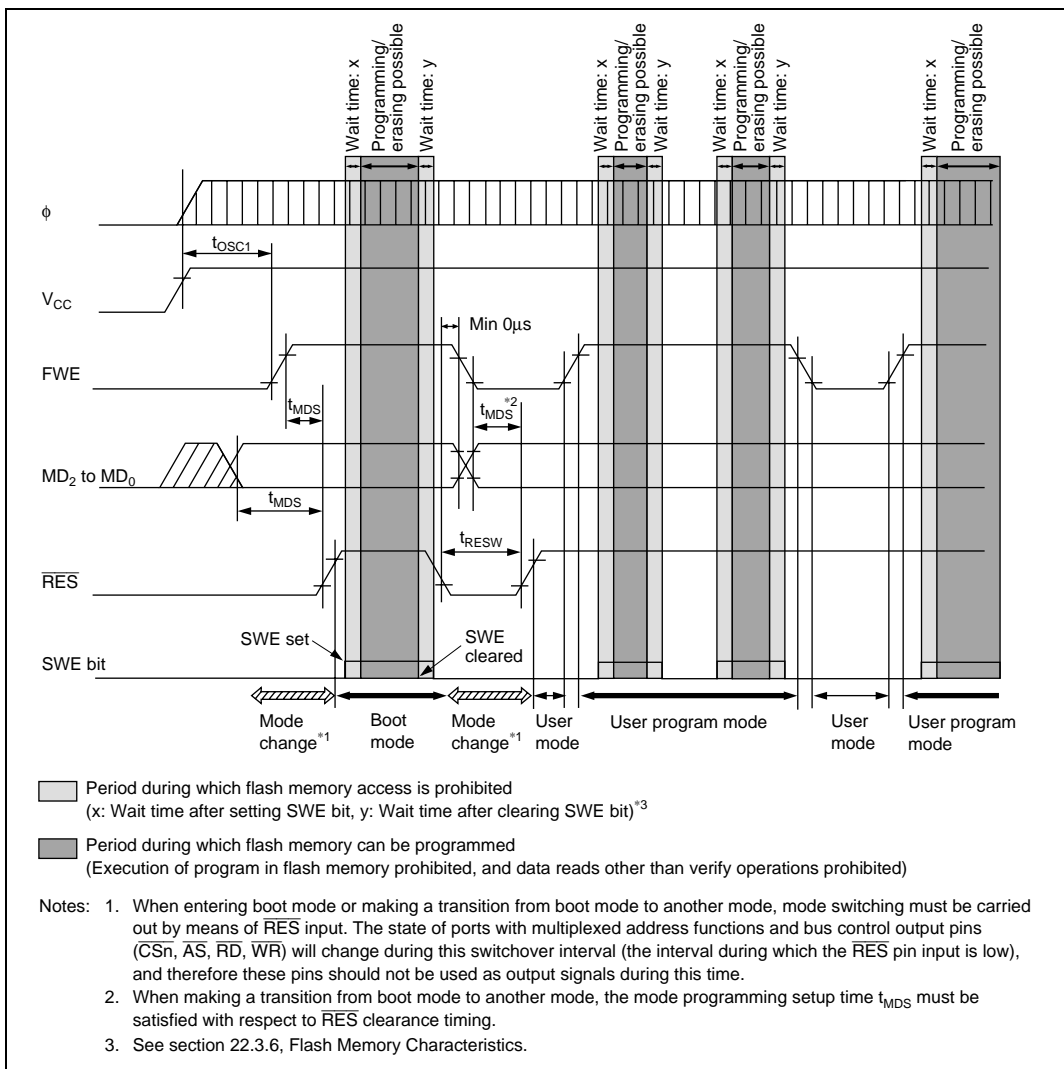 Wait time: x
Programming/
erasing possible
Wait time: y
Wait time: x
Programming/
erasing possible
Wait time: y
Wait time: x
Programming/
erasing possible
Wait time: y
Wait time: x
Programming/
erasing possible
ϕ
tOSC1
VCC
Min 0μs
FWE
tMDS
tMDS*2
MD2 to MD0
tMDS
tRESW
RES
SWE set
SWE
cleared
SWE bit
Mode
change*1
Boot
mode
Mode
change*1
User
mode
User program mode
User
mode
User program
mode
Period during which flash memory access is prohibited
(x: Wait time after setting SWE bit, y: Wait time after clearing SWE bit)*3
Period during which flash memory can be programmed
(Execution of program in flash memory prohibited, and data reads other than verify operations prohibited)
Notes: 1. When entering boot mode or making a transition from boot mode to another mode, mode switching must be carried
out by means of RES input. The state of ports with multiplexed address functions and bus control output pins
(CSn, AS, RD, WR) will change during this switchover interval (the interval during which the RES pin input is low),
and therefore these pins should not be used as output signals during this time.
2. When making a transition from boot mode to another mode, the mode programming setup time tMDS must be
satisfied with respect to RES clearance timing.
3. See section 22.3.6, Flash Memory Characteristics.